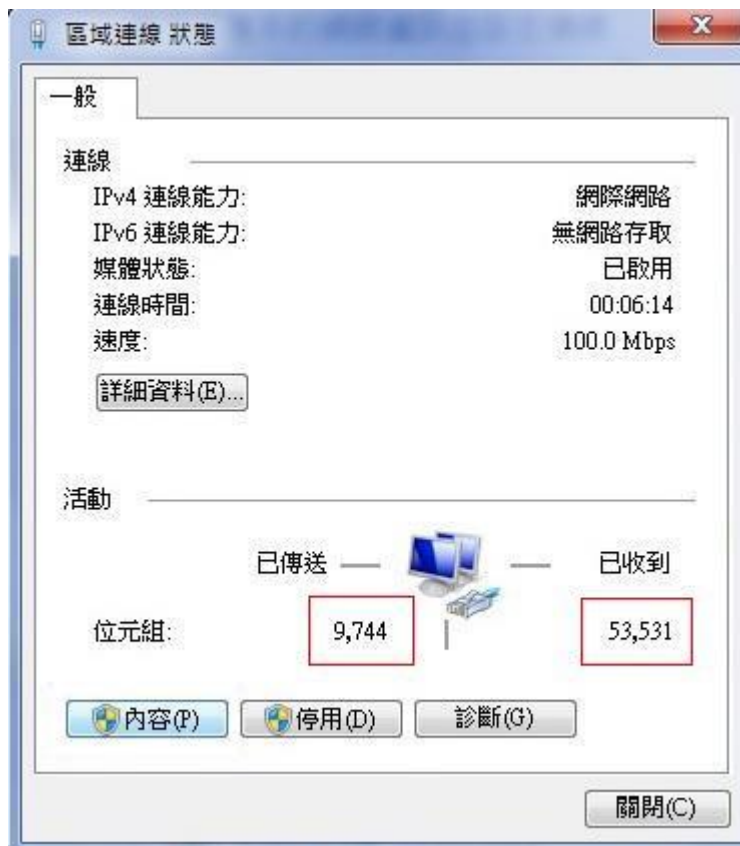 區域連線 狀態
一般
連線
IPv4 連線能力: 網際網路
IPv6 連線能力: 無網路存取
媒體狀態: 已啟用
連線時間: 00:06:14
速度: 100.0 Mbps
詳細資料(E)...
活動
已傳送 已收到
位元組: 9,744 53,531
內容(P) 停用(D) 診斷(G)
關閉(C)